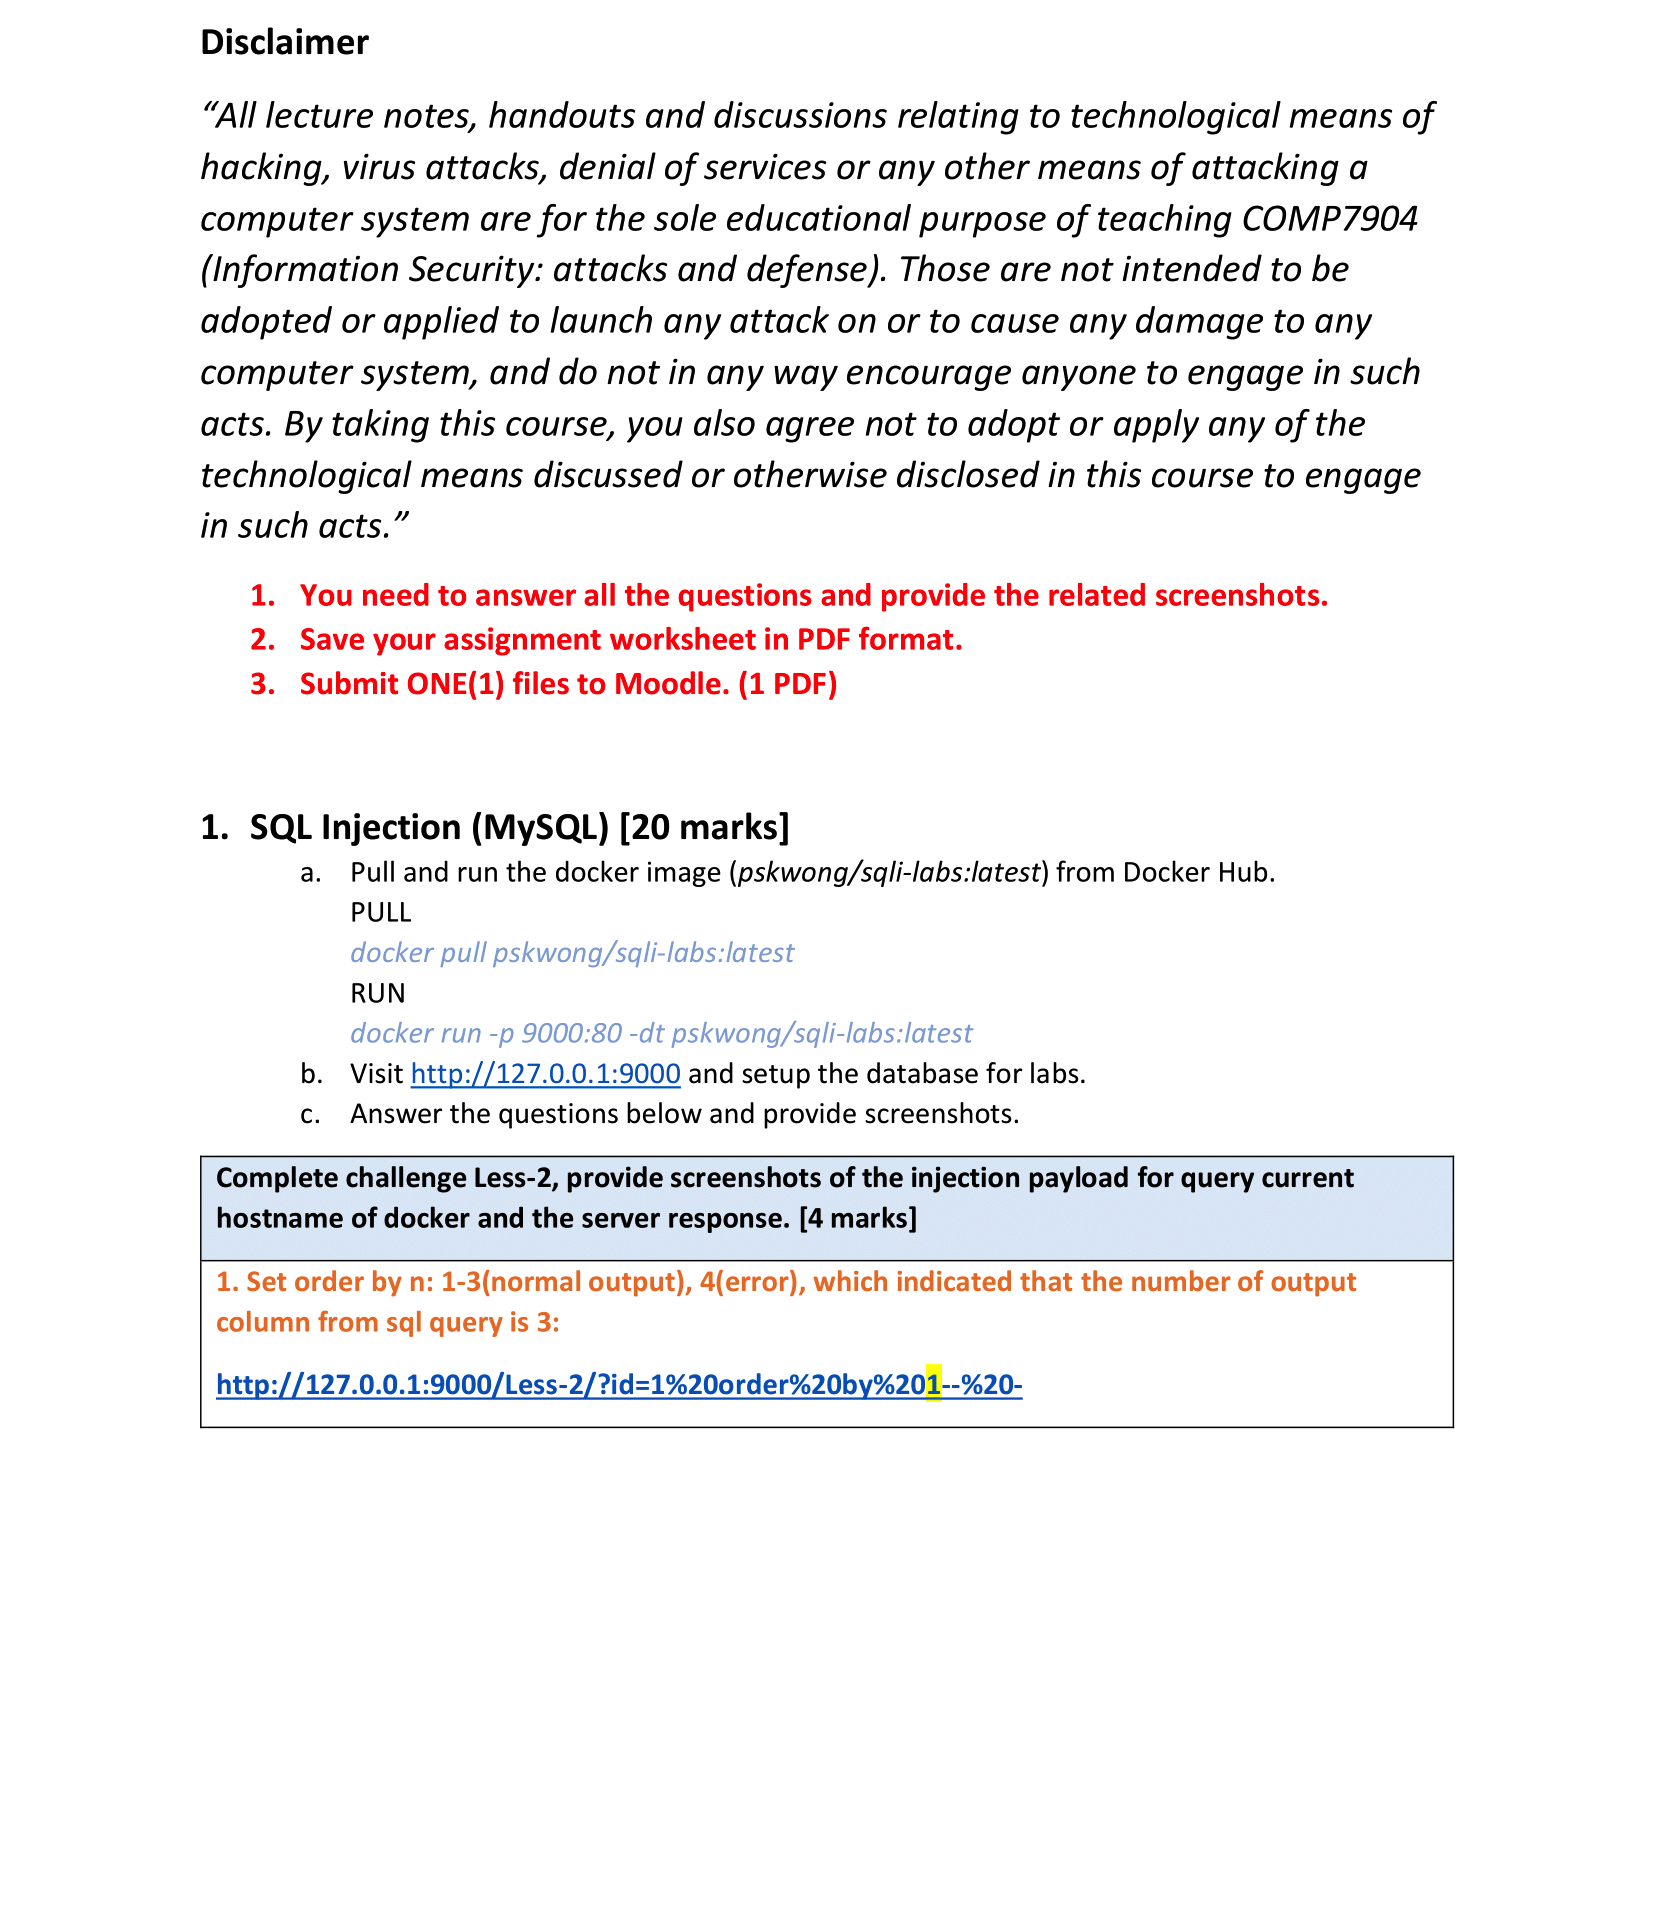 Disclaimer
“All lecture notes, handouts and discussions relating to technological means of
hacking, virus attacks, denial of services or any other means of attacking a
computer system are for the sole educational purpose of teaching COMP7904
(Information Security: attacks and defense). Those are not intended to be
adopted or applied to launch any attack on or to cause any damage to any
computer system, and do not in any way encourage anyone to engage in such
acts. By taking this course, you also agree not to adopt or apply any of the
technological means discussed or otherwise disclosed in this course to engage
in such acts.”
1. You need to answer all the questions and provide the related screenshots.
2. Save your assignment worksheet in PDF format.
3. Submit ONE(1) files to Moodle. (1 PDF)
1. SQL Injection (MySQL) [20 marks]
a. Pull and run the docker image (pskwong/sqli-labs:latest) from Docker Hub.
PULL
docker pull pskwong/sqli-labs:latest
RUN
docker run -p 9000:80 -dt pskwong/sqli-labs:latest
b. Visit http://127.0.0.1:9000 and setup the database for labs.
c. Answer the questions below and provide screenshots.
Complete challenge Less-2, provide screenshots of the injection payload for query current
hostname of docker and the server response. [4 marks]
1. Set order by n: 1-3(normal output), 4(error), which indicated that the number of output
column from sql query is 3:
http://127.0.0.1:9000/Less-2/?id=1%20order%20by%201--%20-